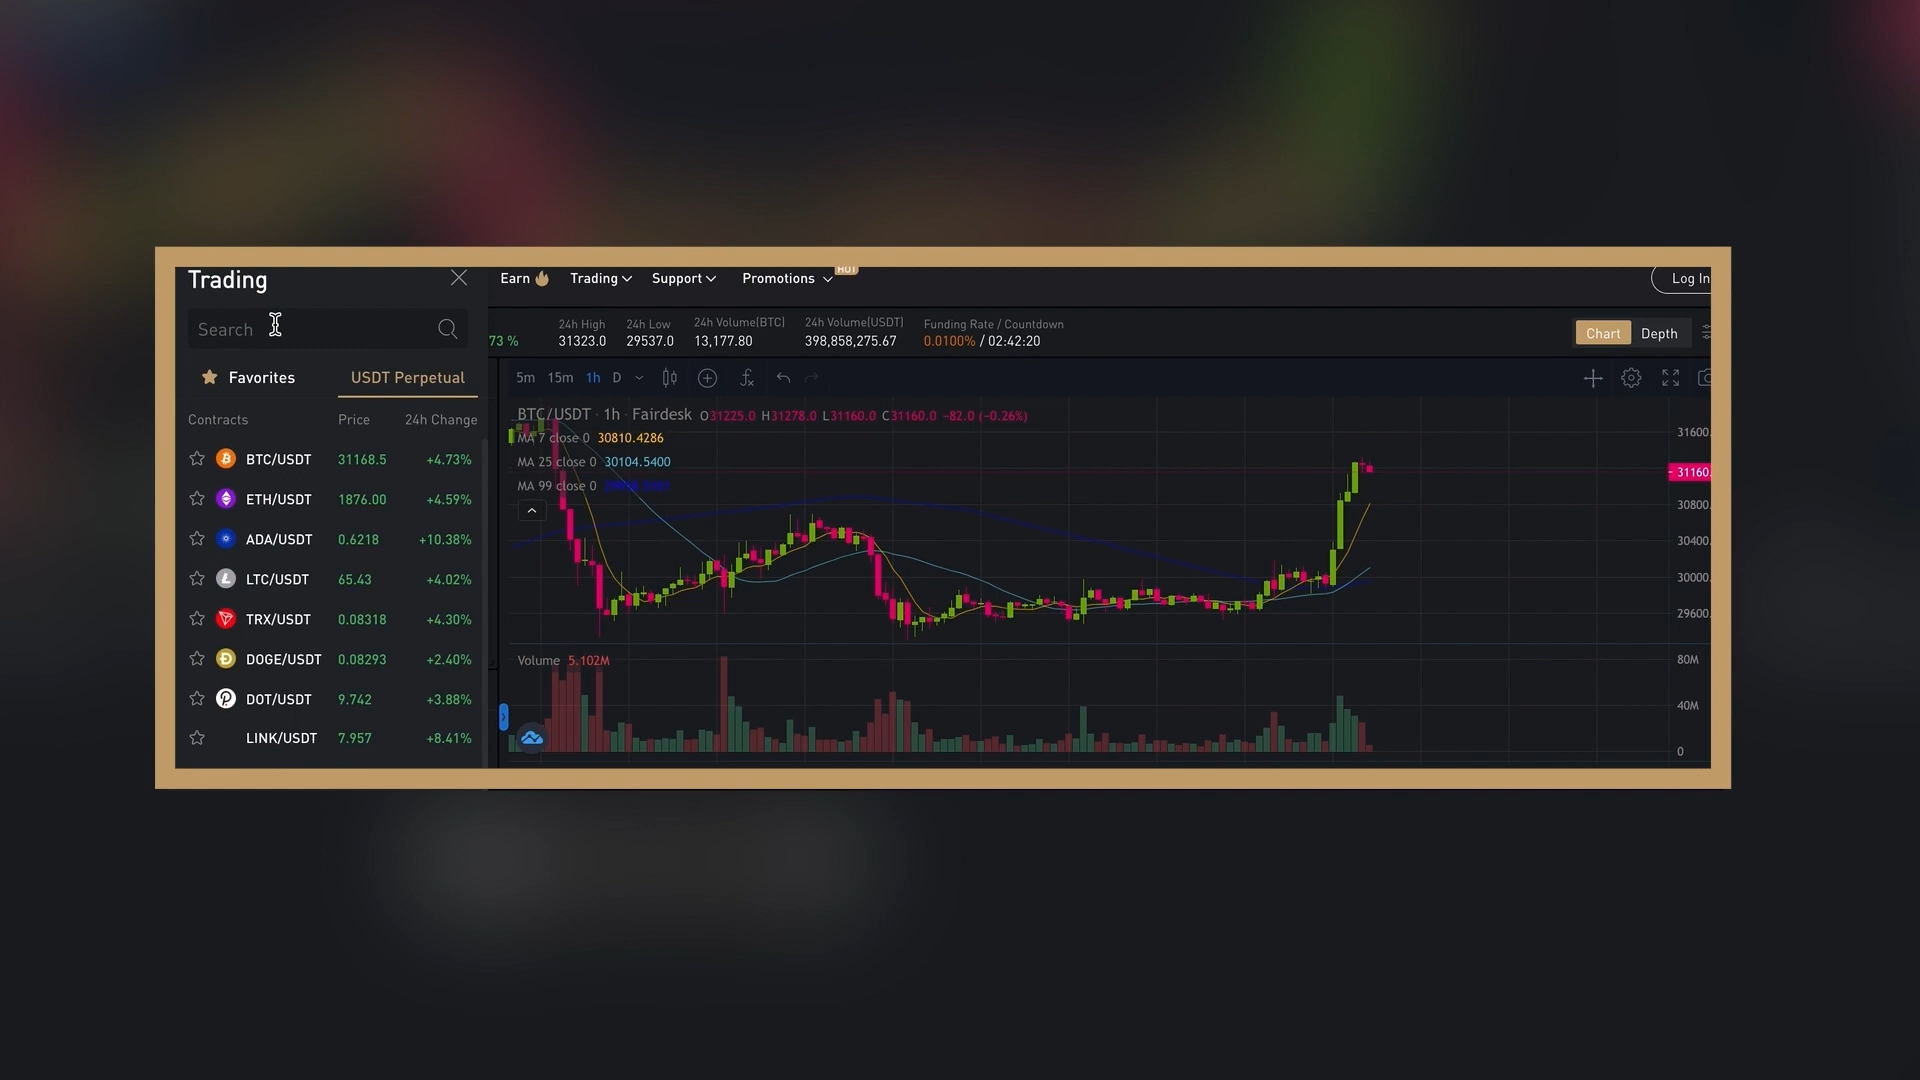 Trading
Search
Favorites USDT Perpetual
Contracts Price 24h Change
BTC/USDT 31168.5 +4.73%
ETH/USDT 1876.00 +4.59%
ADA/USDT 0.6218 +10.38%
LTC/USDT 65.43 +4.02%
TRX/USDT 0.08318 +4.30%
DOGE/USDT 0.08293 +2.40%
DOT/USDT 9.742 +3.88%
LINK/USDT 7.957 +8.41%
Earn Trading Support Promotions HOT Log In
24h High 24h Low 24h Volume(BTC) 24h Volume(USDT) Funding Rate / Countdown
73 % 31323.0 29537.0 13,177.80 398,858,275.67 0.0100% / 02:42:20
Chart Depth
5m 15m 1h D
BTC/USDT · 1h · Fairdesk O31225.0 H31278.0 L31160.0 C31160.0 −82.0 (−0.26%)
MA 7 close 0 30810.4286
MA 25 close 0 30104.5400
MA 99 close 0
31600.
31160.
30800.
30400.
30000.
29600.
Volume 5.102M
80M
40M
0